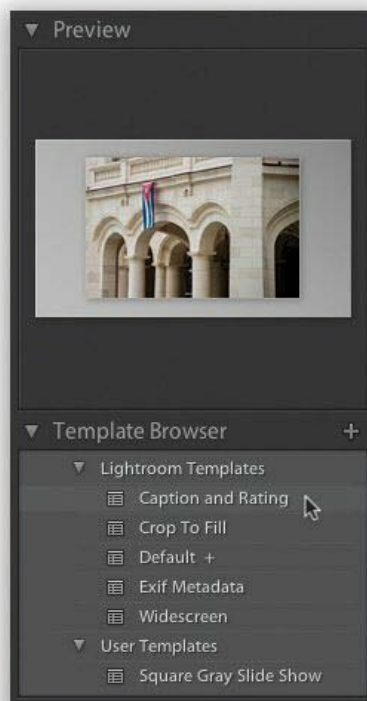 Preview
Template Browser +
Lightroom Templates
Caption and Rating
Crop To Fill
Default +
Exif Metadata
Widescreen
User Templates
Square Gray Slide Show